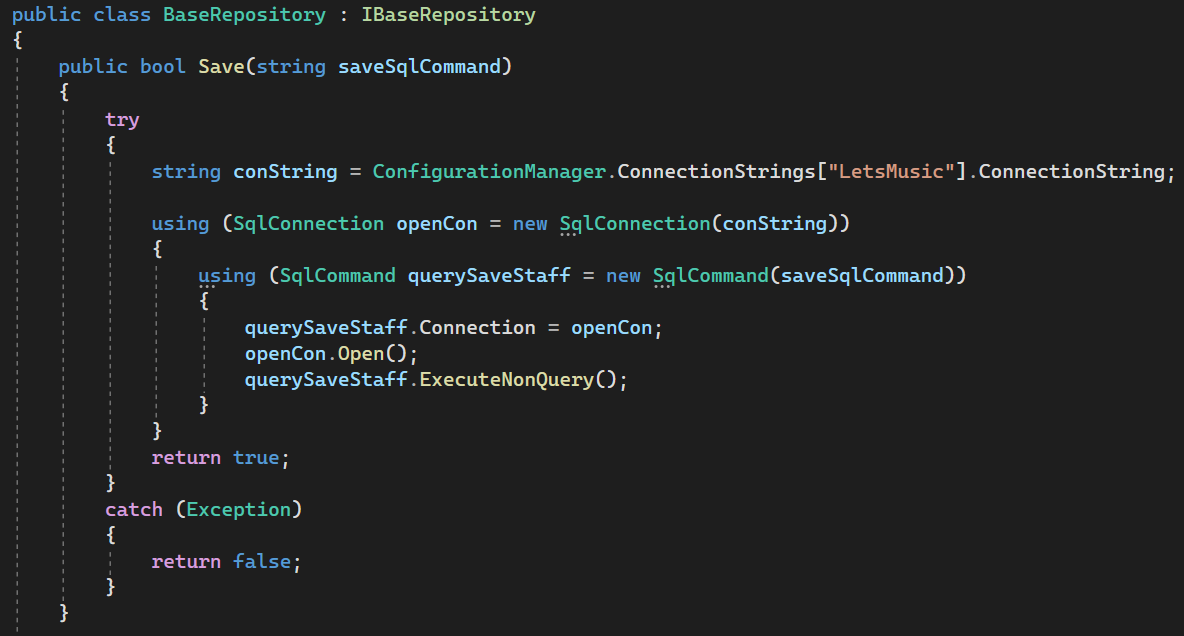 public class BaseRepository : IBaseRepository
{
    public bool Save(string saveSqlCommand)
    {
        try
        {
            string conString = ConfigurationManager.ConnectionStrings["LetsMusic"].ConnectionString;

            using (SqlConnection openCon = new SqlConnection(conString))
            {
                using (SqlCommand querySaveStaff = new SqlCommand(saveSqlCommand))
                {
                    querySaveStaff.Connection = openCon;
                    openCon.Open();
                    querySaveStaff.ExecuteNonQuery();
                }
            }
            return true;
        }
        catch (Exception)
        {
            return false;
        }
    }